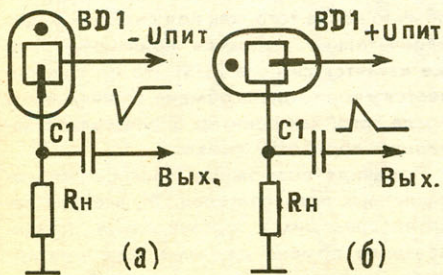 BD1
-Uпит
C1
Вых.
Rн
(а)
BD1
+Uпит
C1
Вых.
Rн
(б)